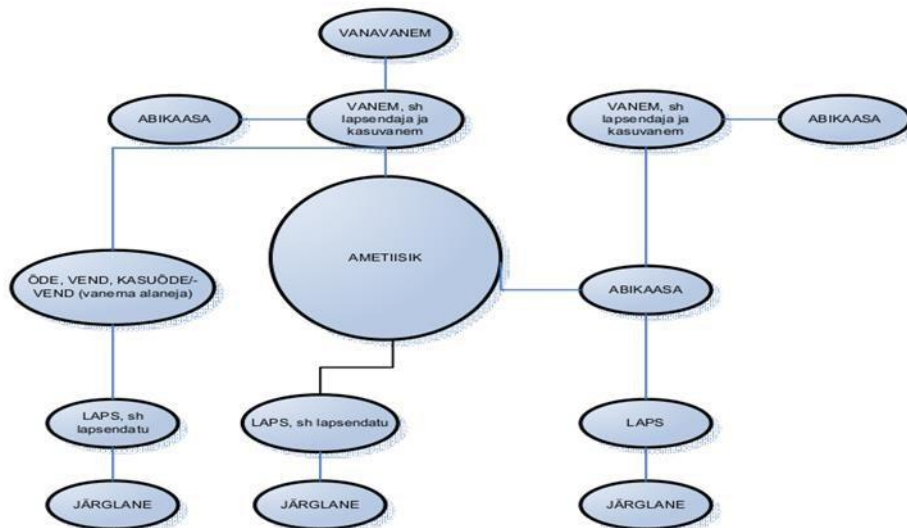 VANAVANEM
ABIKAASA
VANEM, sh
lapsendaja ja
kasuvanem
VANEM, sh
lapsendaja ja
kasuvanem
ABIKAASA
AMETIISIK
ÕDE, VEND, KASUÕDE/-
VEND (vanema alaneja)
ABIKAASA
LAPS, sh
lapsendatu
LAPS, sh lapsendatu
LAPS
JÄRGLANE
JÄRGLANE
JÄRGLANE